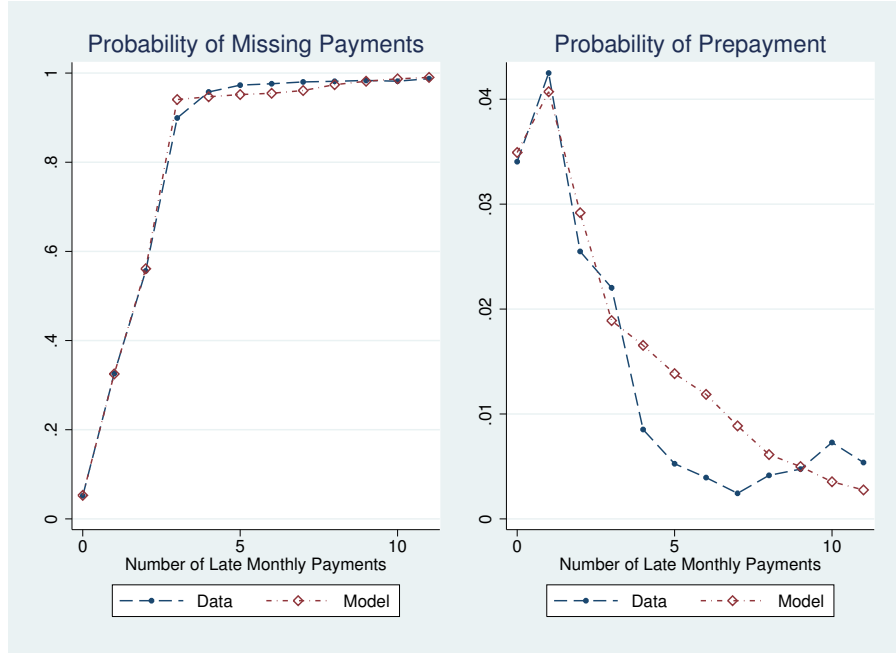 Probability of Missing Payments
1
.8
.6
.4
.2
0
0 5 10
Number of Late Monthly Payments
Data Model
Probability of Prepayment
.04
.03
.02
.01
0
0 5 10
Number of Late Monthly Payments
Data Model